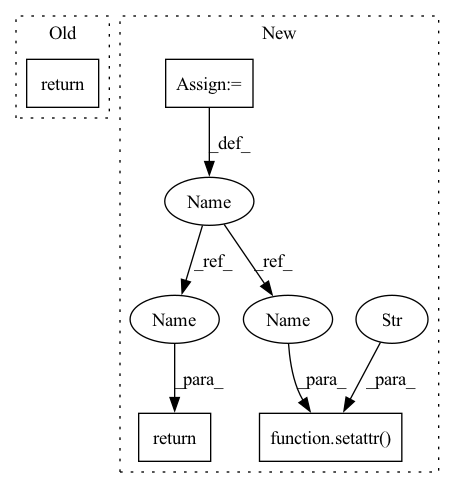 Old
New
return
Assign:=
_def_
Name
_ref_
_ref_
Name
Name
Str
_para_
_para_
_para_
return
function.setattr()